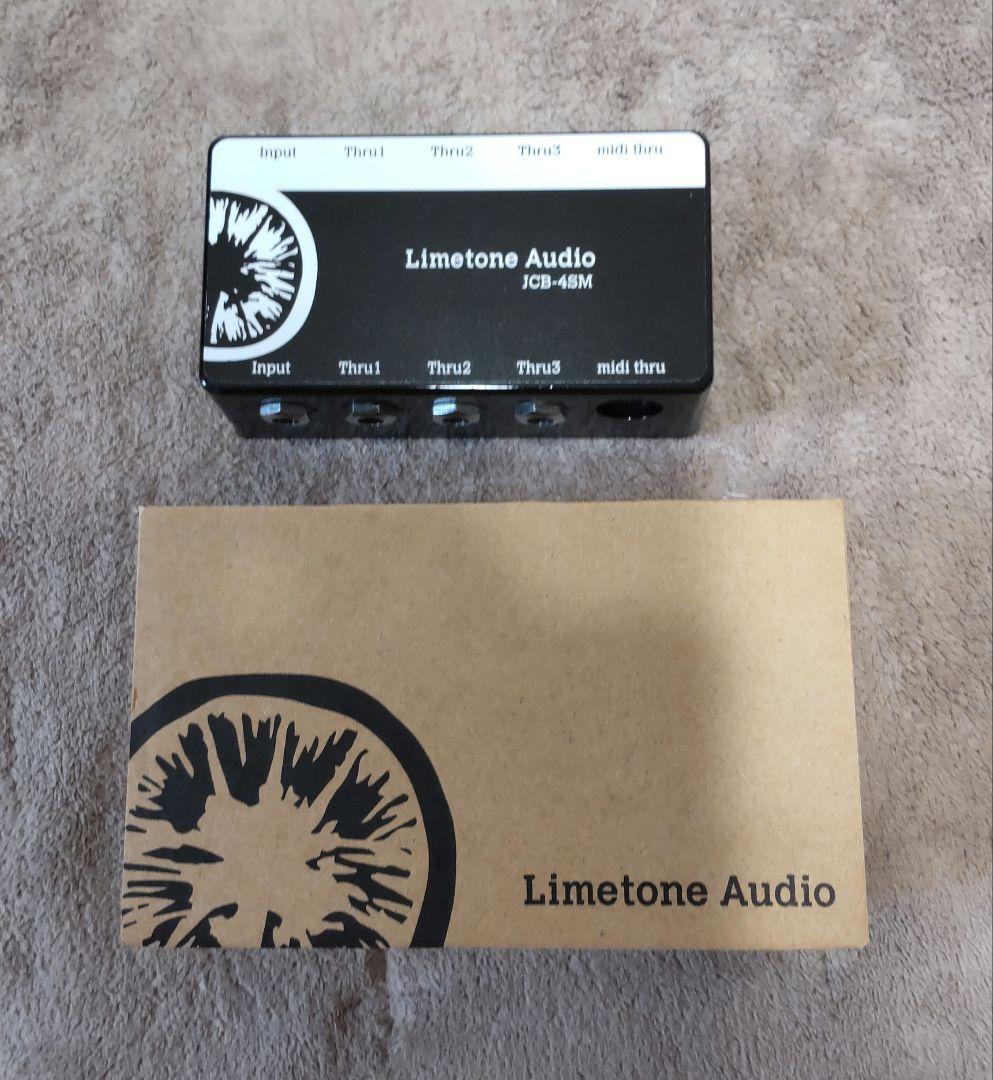 Input Thru1 Thru2 Thru3 midi thru
Limetone Audio
JCB-4SM
Input Thru1 Thru2 Thru3 midi thru
Limetone Audio